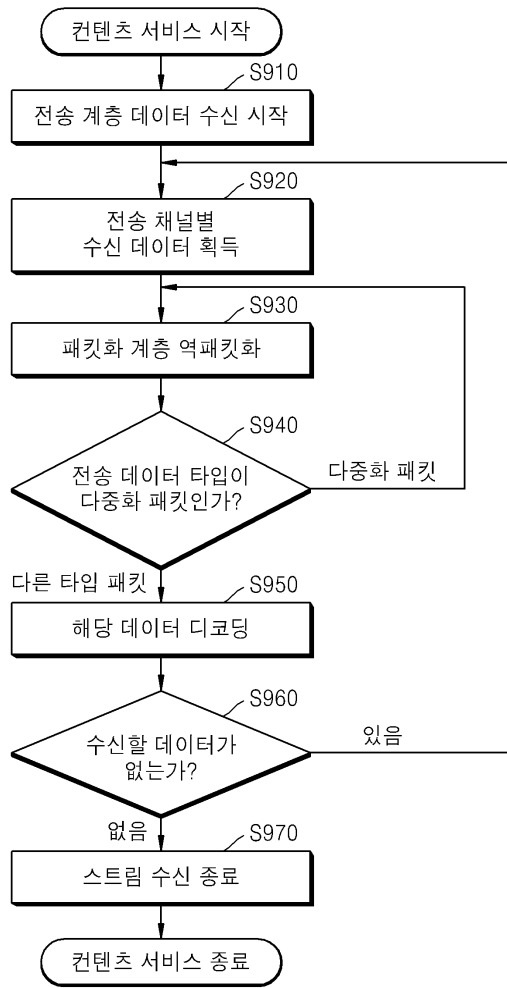 컨텐츠 서비스 시작
S910
전송 계층 데이터 수신 시작
S920
전송 채널별
수신 데이터 획득
S930
패킷화 계층 역패킷화
S940
전송 데이터 타입이
다중화 패킷인가?
다중화 패킷
다른 타입 패킷
S950
해당 데이터 디코딩
S960
수신할 데이터가
없는가?
있음
없음
S970
스트림 수신 종료
컨텐츠 서비스 종료